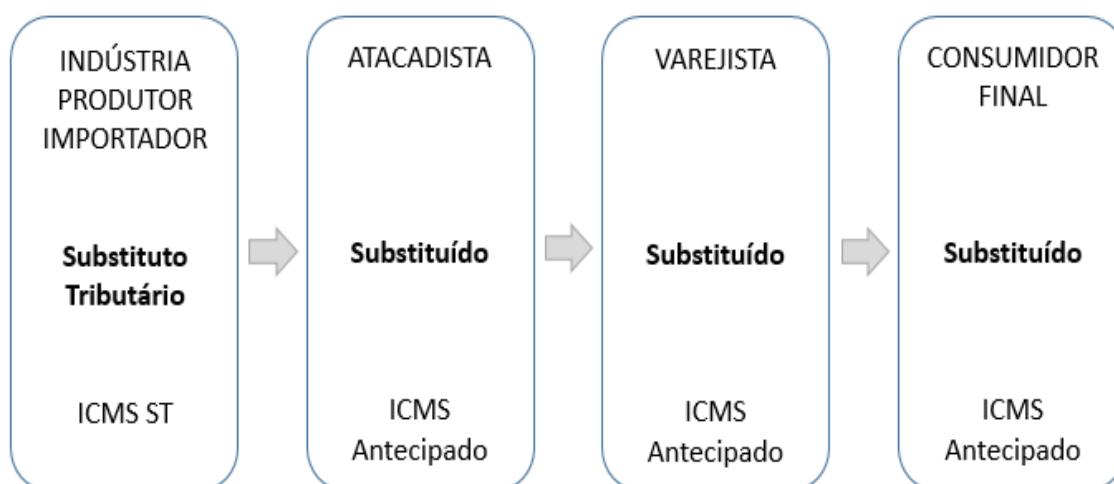 INDÚSTRIA
PRODUTOR
IMPORTADOR
Substituto
Tributário
ICMS ST
ATACADISTA
Substituído
ICMS
Antecipado
VAREJISTA
Substituído
ICMS
Antecipado
CONSUMIDOR
FINAL
Substituído
ICMS
Antecipado